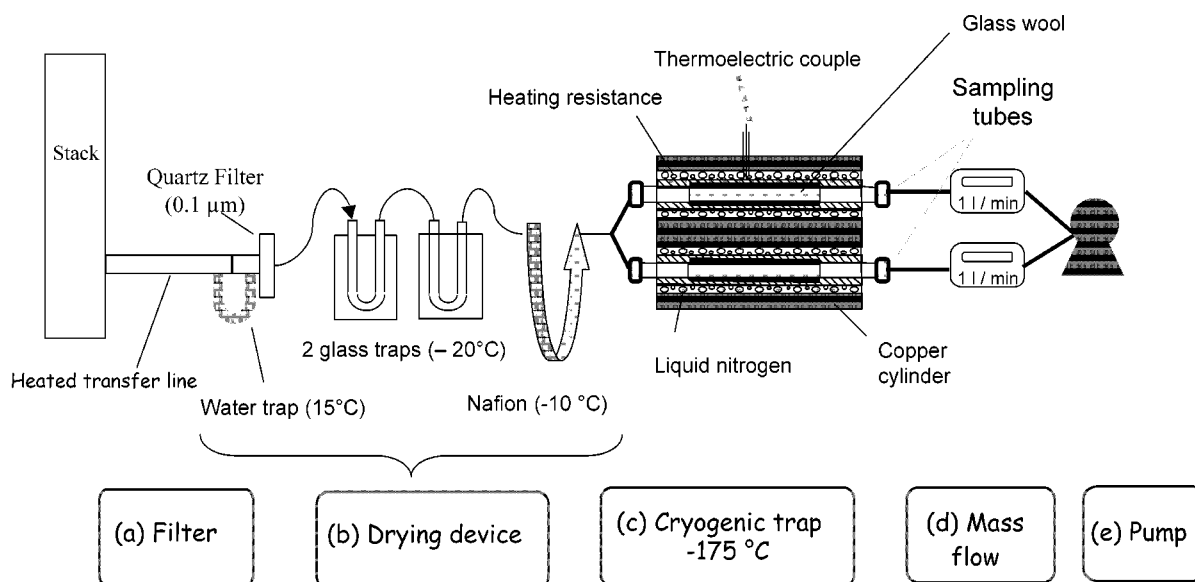 Glass wool
Thermoelectric couple
Heating resistance
Sampling
tubes
Stack
Quartz Filter
(0.1 µm)
1 l / min
1 l / min
2 glass traps (– 20°C)
Heated transfer line
Water trap (15°C)
Nafion (-10 °C)
Liquid nitrogen
Copper
cylinder
(a) Filter
(b) Drying device
(c) Cryogenic trap
-175 °C
(d) Mass
flow
(e) Pump